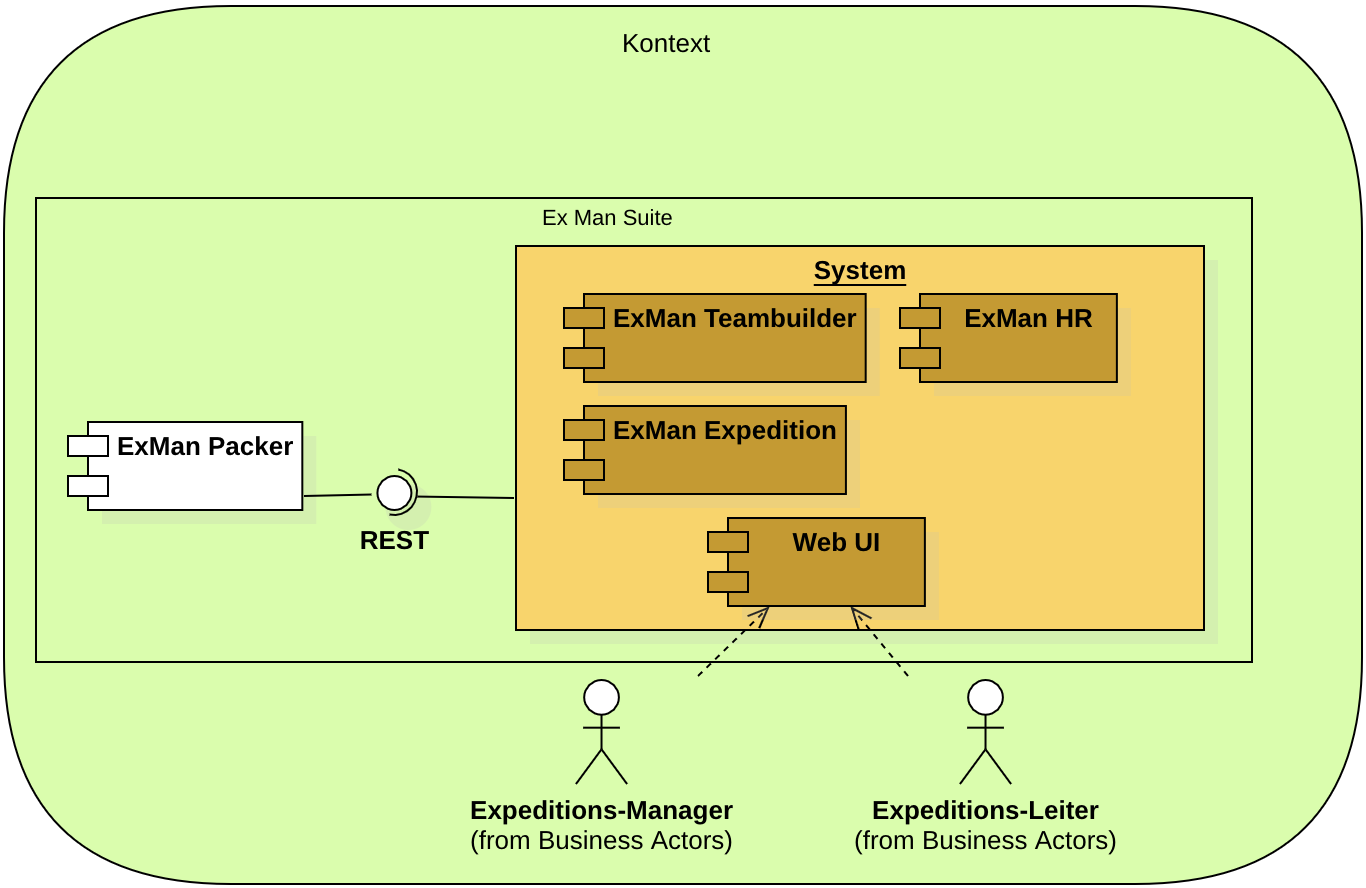 Kontext
Ex Man Suite
System
ExMan Teambuilder
ExMan HR
ExMan Packer
ExMan Expedition
REST
Web UI
Expeditions-Manager
(from Business Actors)
Expeditions-Leiter
(from Business Actors)